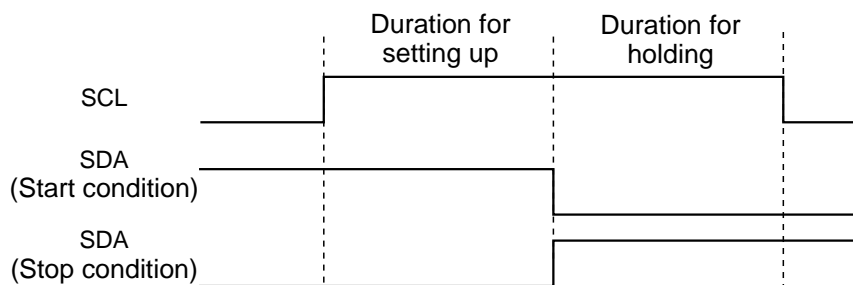 Duration for
setting up
Duration for
holding
SCL
SDA
(Start condition)
SDA
(Stop condition)